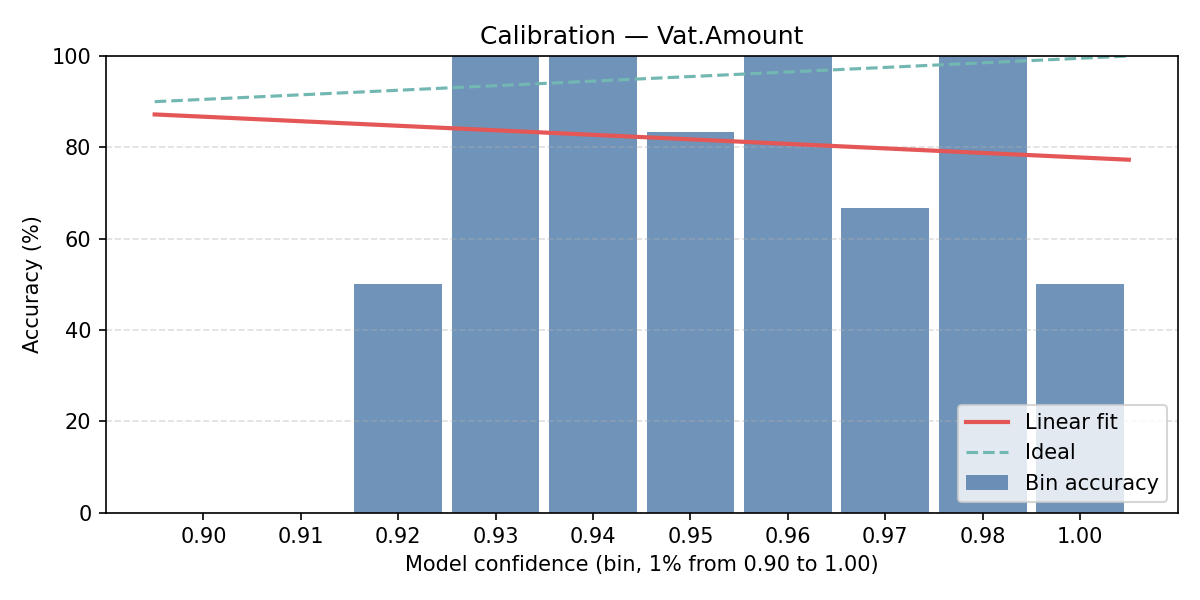 Calibration — Vat.Amount
Accuracy (%)
100
80
60
40
20
0
0.90 0.91 0.92 0.93 0.94 0.95 0.96 0.97 0.98 1.00
Model confidence (bin, 1% from 0.90 to 1.00)
Linear fit
Ideal
Bin accuracy